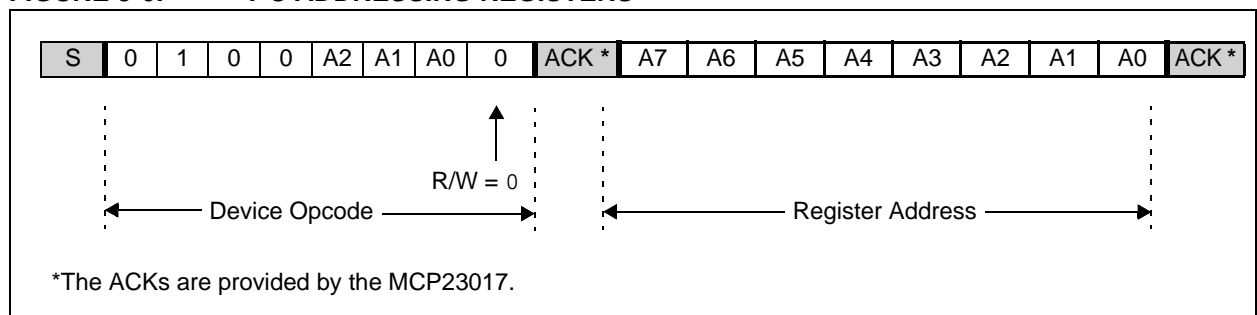 S 0 1 0 0 A2 A1 A0 0 ACK * A7 A6 A5 A4 A3 A2 A1 A0 ACK *
R/W = 0
Device Opcode
Register Address
*The ACKs are provided by the MCP23017.